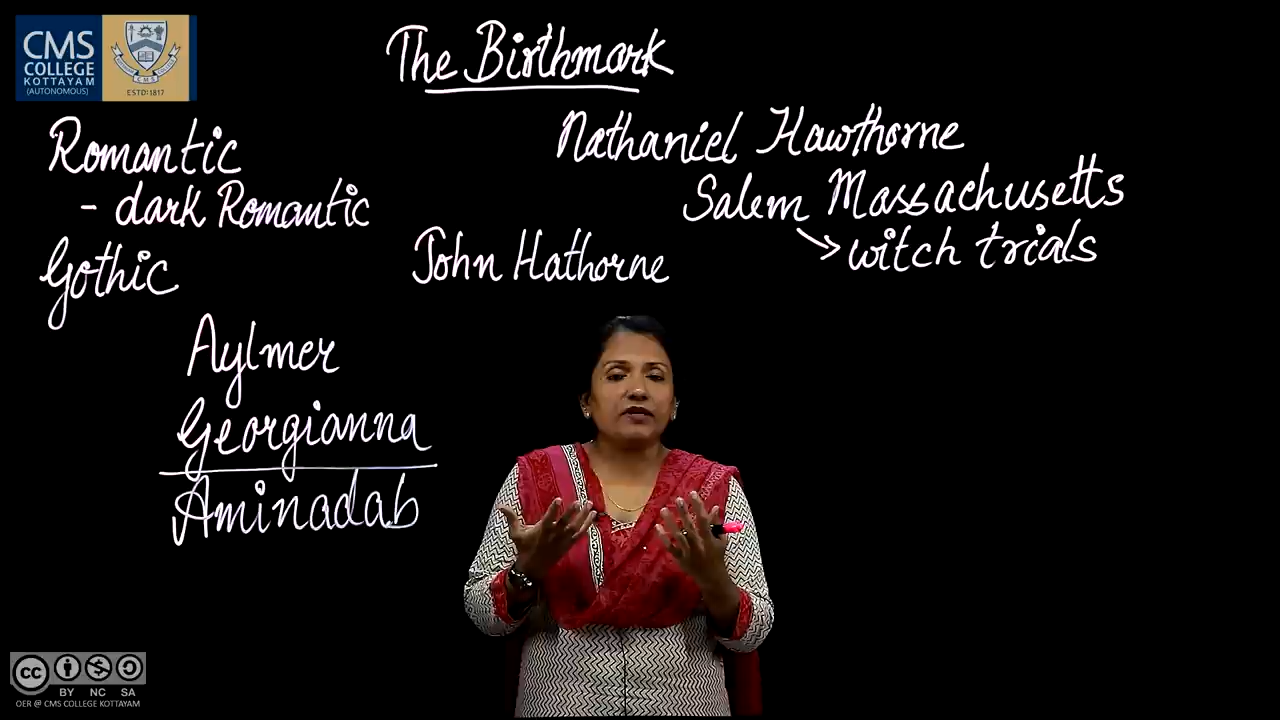 CMS
COLLEGE
KOTTAYAM
(AUTONOMOUS)
ESTD:1817
The Birthmark
Nathaniel Hawthorne
Salem Massachusetts
witch trials
Romantic
- dark Romantic
Gothic
John Hathorne
Aylmer
Georgianna
Aminadab
cc
BY NC SA
OER @ CMS COLLEGE KOTTAYAM